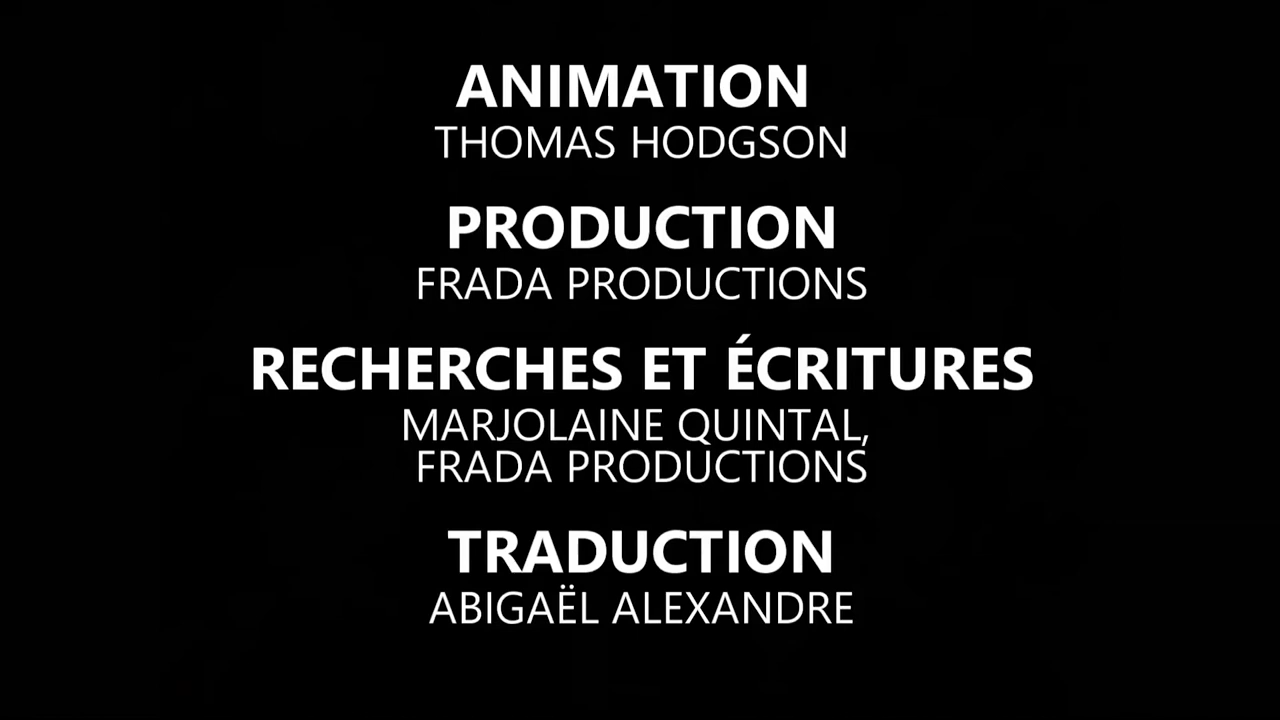 ANIMATION
THOMAS HODGSON
PRODUCTION
FRADA PRODUCTIONS
RECHERCHES ET ÉCRITURES
MARJOLAINE QUINTAL,
FRADA PRODUCTIONS
TRADUCTION
ABIGAËL ALEXANDRE